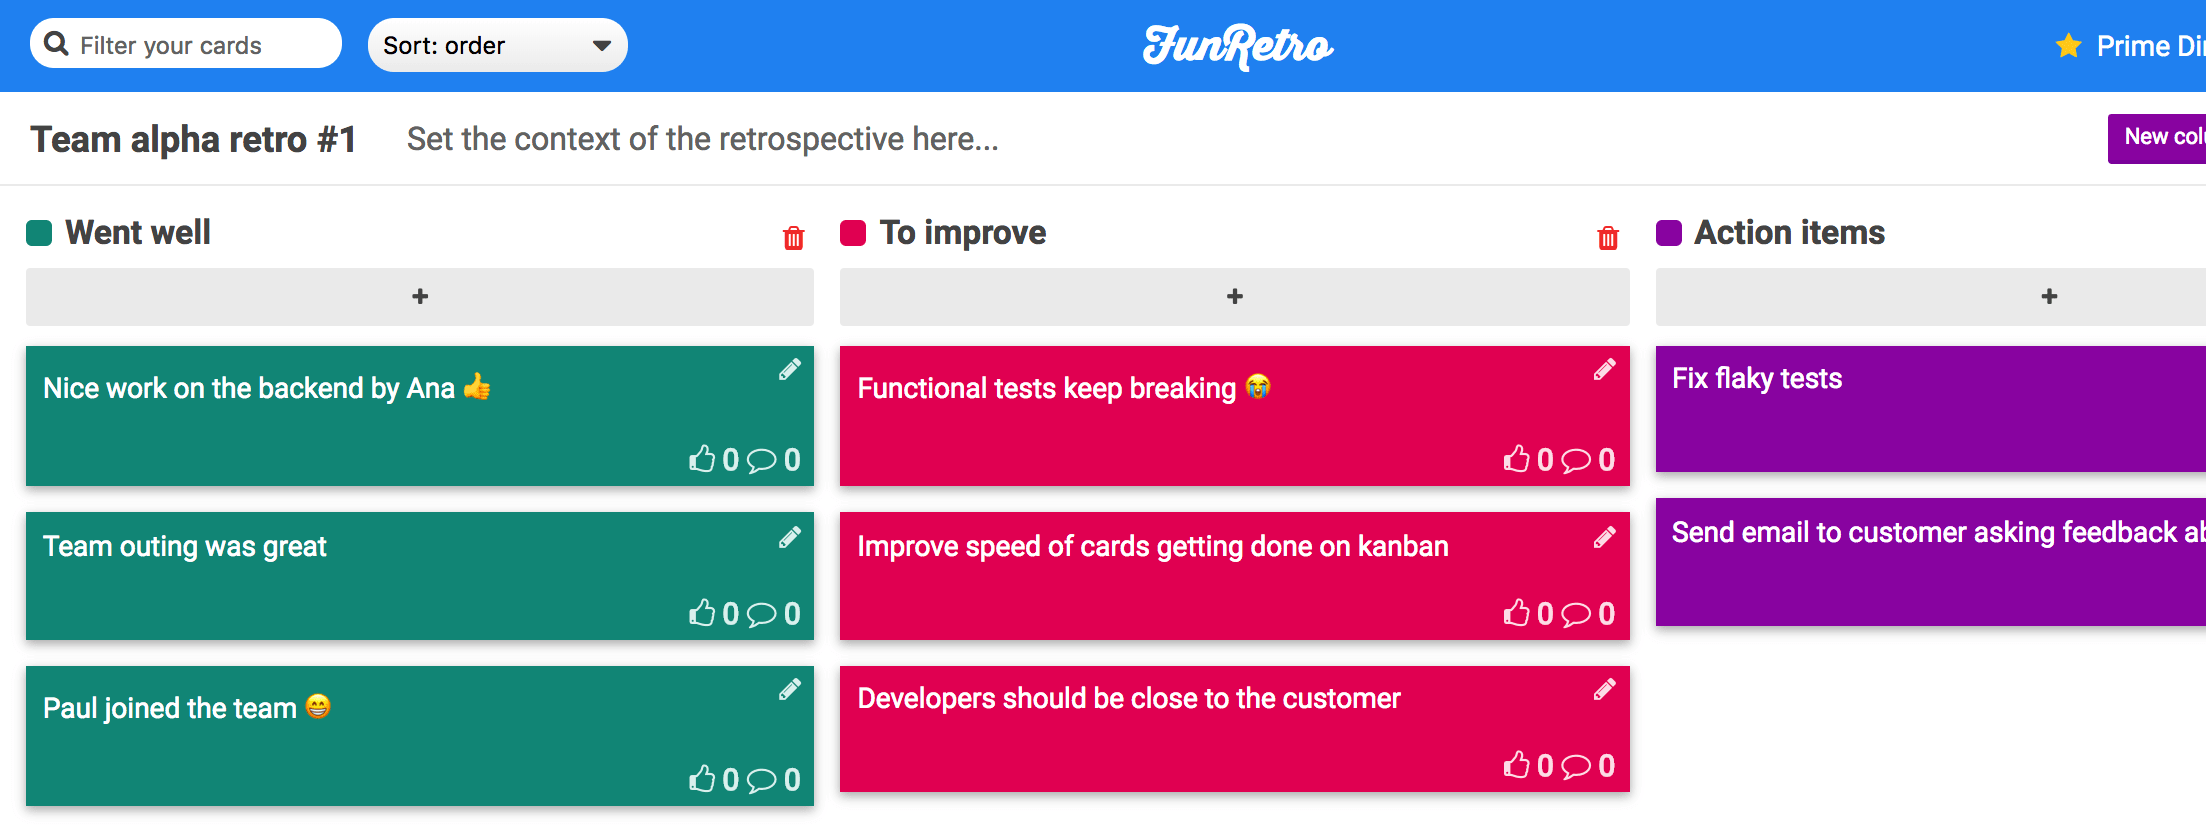 Filter your cards
Sort: order
FunRetro
Prime
Team alpha retro #1
Set the context of the retrospective here...
New
Went well
To improve
Action items
+
+
+
Nice work on the backend by Ana 👍
0 0
Team outing was great
0 0
Paul joined the team 😁
0 0
Functional tests keep breaking 😭
0 0
Improve speed of cards getting done on kanban
0 0
Developers should be close to the customer
0 0
Fix flaky tests
Send email to customer asking feedback